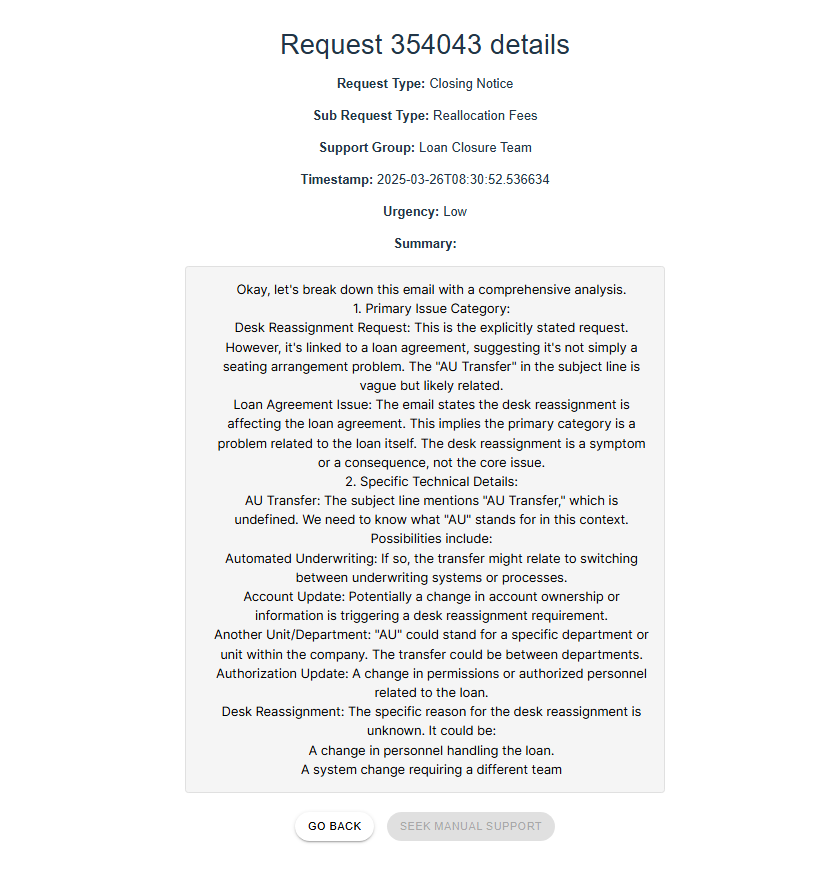 Request 354043 details
Request Type: Closing Notice
Sub Request Type: Reallocation Fees
Support Group: Loan Closure Team
Timestamp: 2025-03-26T08:30:52.536634
Urgency: Low
Summary:
Okay, let's break down this email with a comprehensive analysis.
1. Primary Issue Category:
Desk Reassignment Request: This is the explicitly stated request.
However, it's linked to a loan agreement, suggesting it's not simply a
seating arrangement problem. The "AU Transfer" in the subject line is
vague but likely related.
Loan Agreement Issue: The email states the desk reassignment is
affecting the loan agreement. This implies the primary category is a
problem related to the loan itself. The desk reassignment is a symptom
or a consequence, not the core issue.
2. Specific Technical Details:
AU Transfer: The subject line mentions "AU Transfer," which is
undefined. We need to know what "AU" stands for in this context.
Possibilities include:
Automated Underwriting: If so, the transfer might relate to switching
between underwriting systems or processes.
Account Update: Potentially a change in account ownership or
information is triggering a desk reassignment requirement.
Another Unit/Department: "AU" could stand for a specific department or
unit within the company. The transfer could be between departments.
Authorization Update: A change in permissions or authorized personnel
related to the loan.
Desk Reassignment: The specific reason for the desk reassignment is
unknown. It could be:
A change in personnel handling the loan.
A system change requiring a different team
GO BACK
SEEK MANUAL SUPPORT